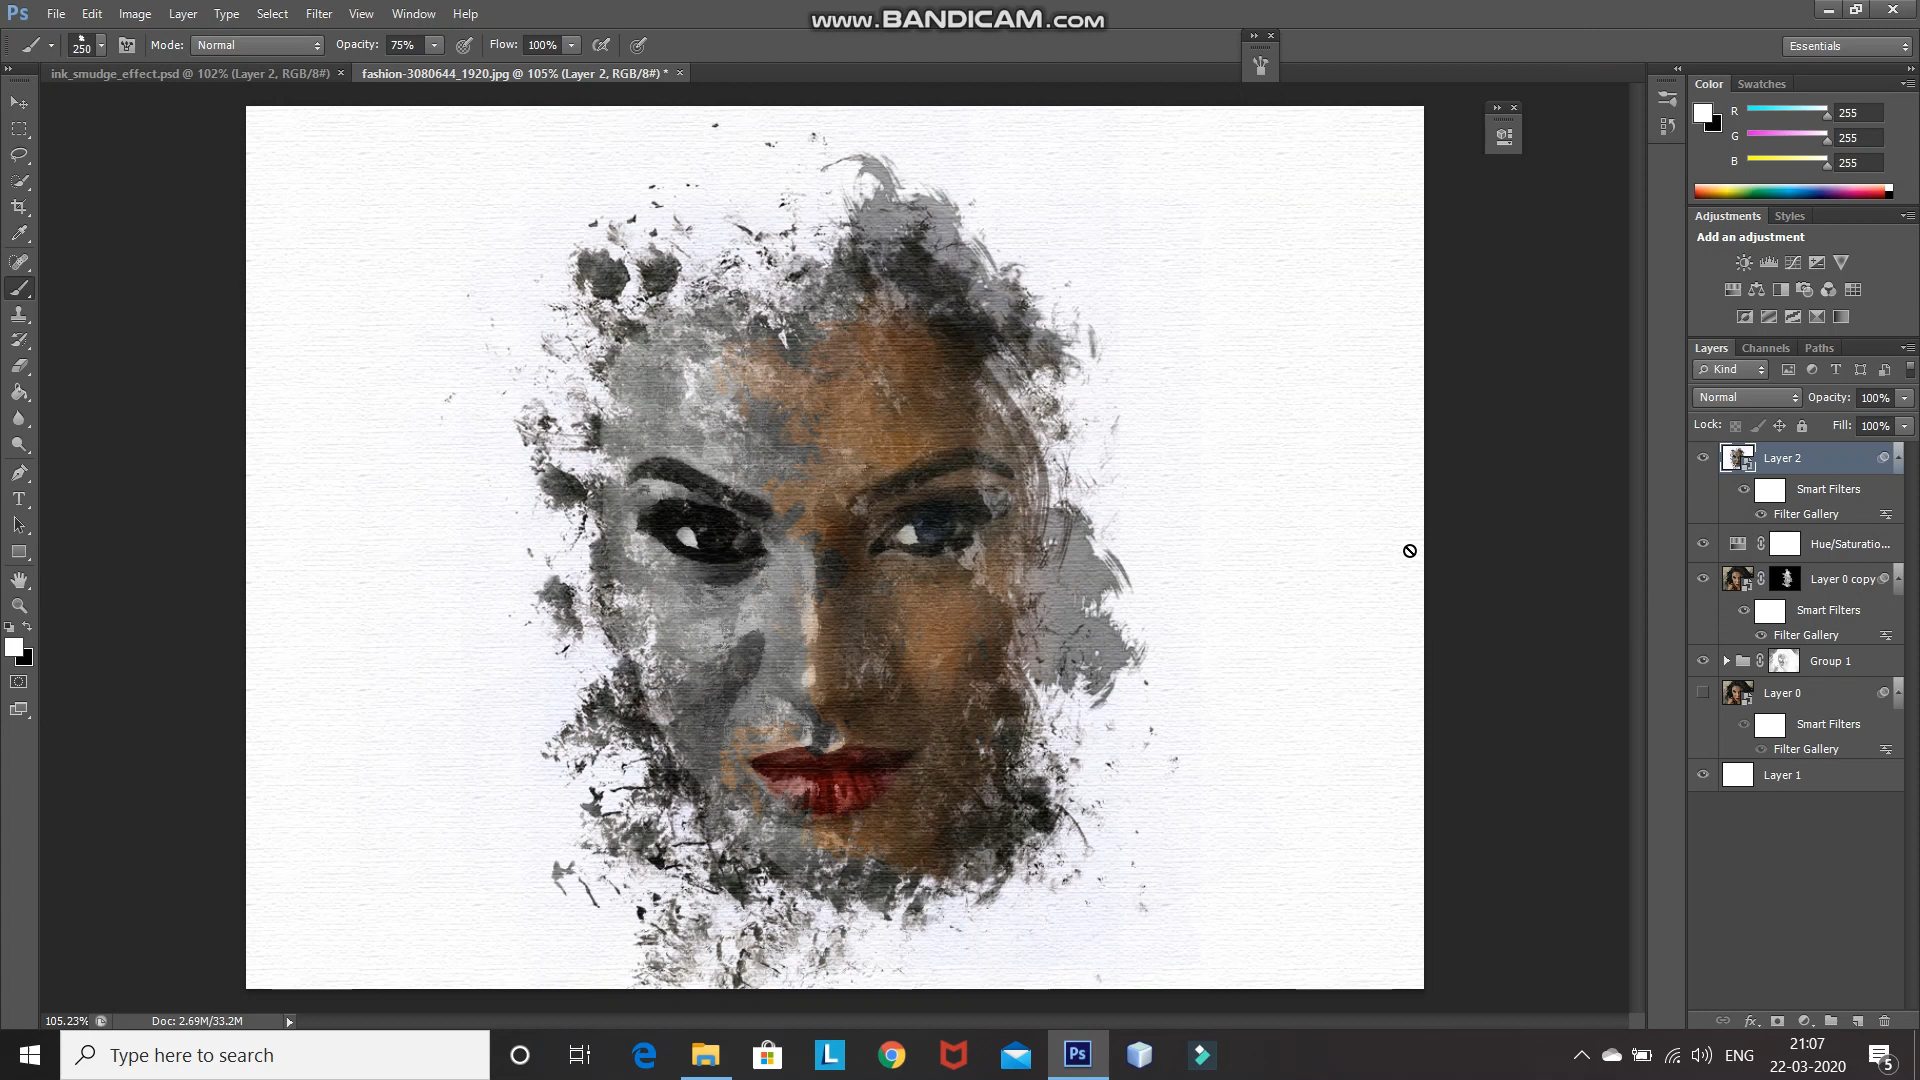 Ps File Edit Image Layer Type Select Filter View Window Help
www.BANDICAM.com
250 Mode: Normal Opacity: 75% Flow: 100%
Essentials
ink_smudge_effect.psd @ 102% (Layer 2, RGB/8#) ×
fashion-3080644_1920.jpg @ 105% (Layer 2, RGB/8#) * ×
Color Swatches
R 255
G 255
B 255
Adjustments Styles
Add an adjustment
Layers Channels Paths
Kind
Normal Opacity: 100%
Lock: Fill: 100%
Layer 2
Smart Filters
Filter Gallery
Hue/Saturatio...
Layer 0 copy
Smart Filters
Filter Gallery
Group 1
Layer 0
Smart Filters
Filter Gallery
Layer 1
105.23% Doc: 2.69M/33.2M
Type here to search
L
Ps
ENG
21:07
22-03-2020
5